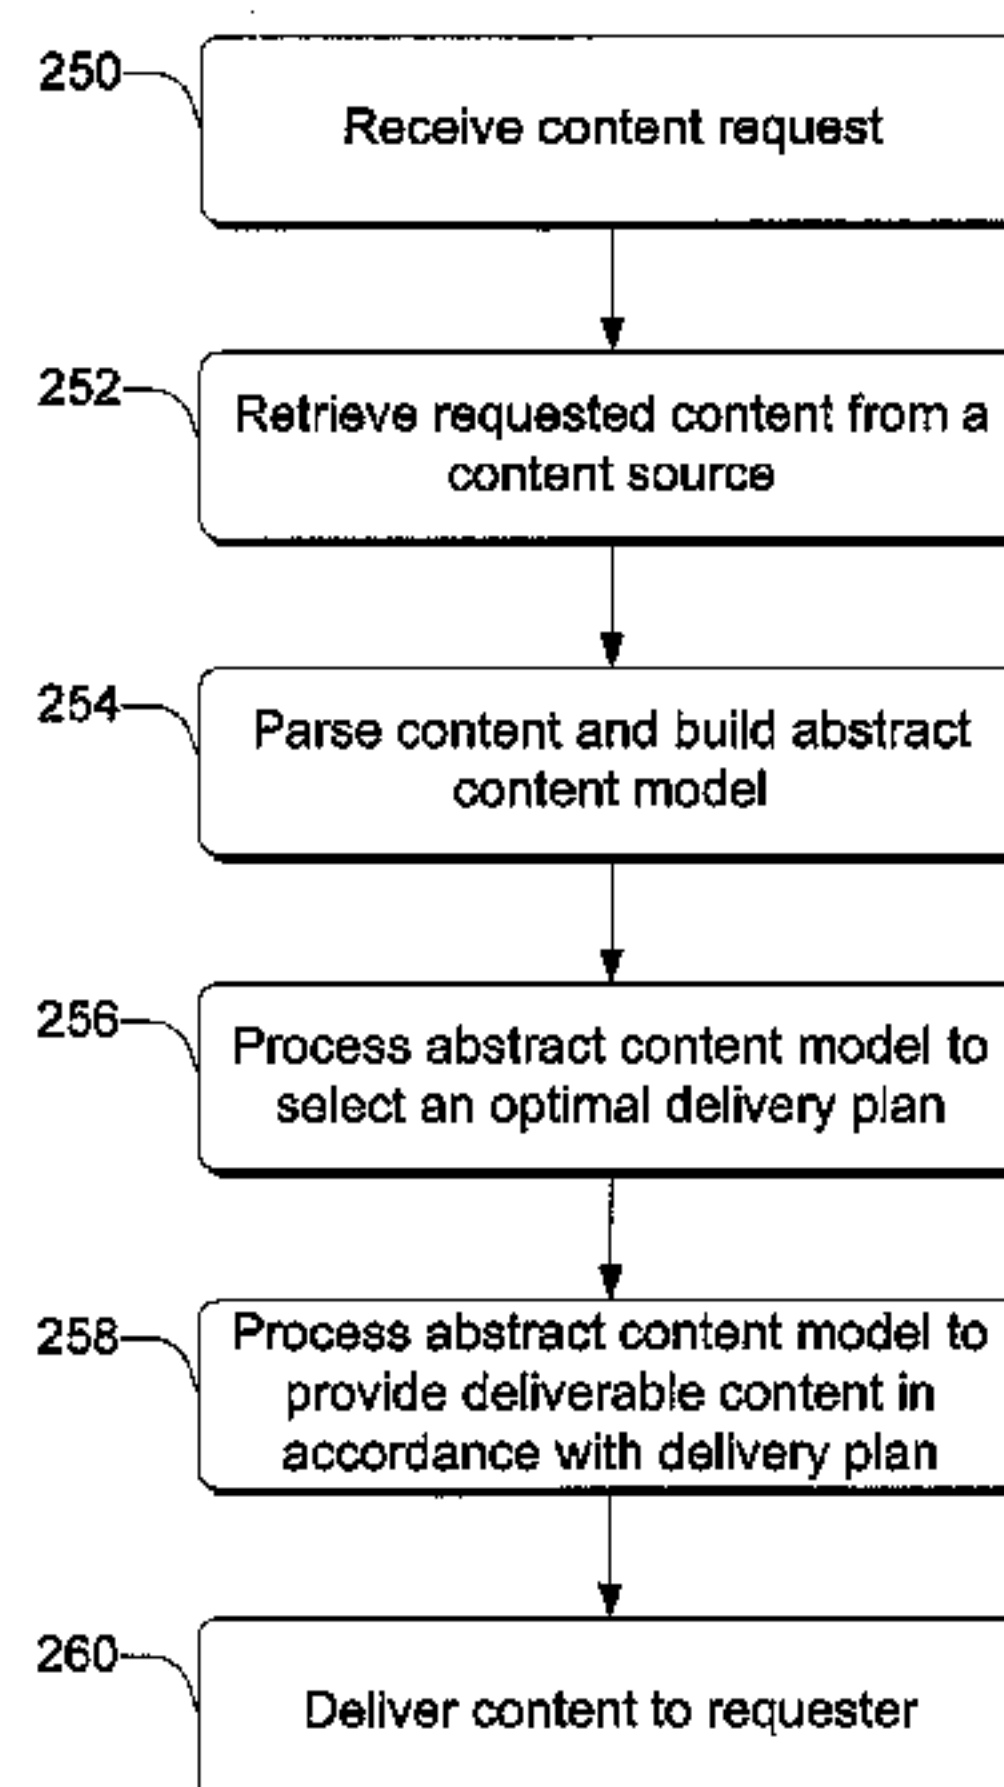 250
Receive content request
252
Retrieve requested content from a
content source
254
Parse content and build abstract
content model
256
Process abstract content model to
select an optimal delivery plan
258
Process abstract content model to
provide deliverable content in
accordance with delivery plan
260
Deliver content to requester